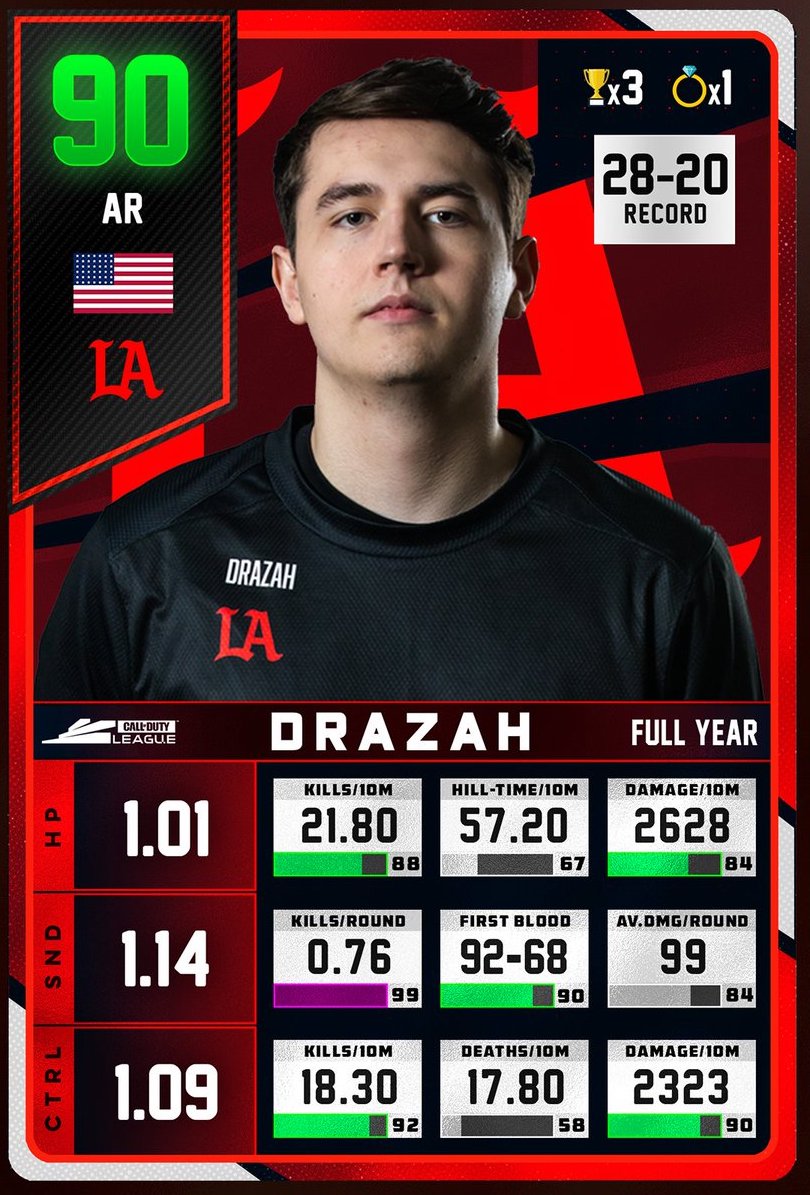 90
AR
LA
x3 x1
28-20
RECORD
DRAZAH
LA
CALL OF DUTY
LEAGUE
DRAZAH
FULL YEAR
HP
1.01
KILLS/10M
21.80
88
HILL-TIME/10M
57.20
67
DAMAGE/10M
2628
84
SND
1.14
KILLS/ROUND
0.76
99
FIRST BLOOD
92-68
90
AV.DMG/ROUND
99
84
CTRL
1.09
KILLS/10M
18.30
92
DEATHS/10M
17.80
58
DAMAGE/10M
2323
90